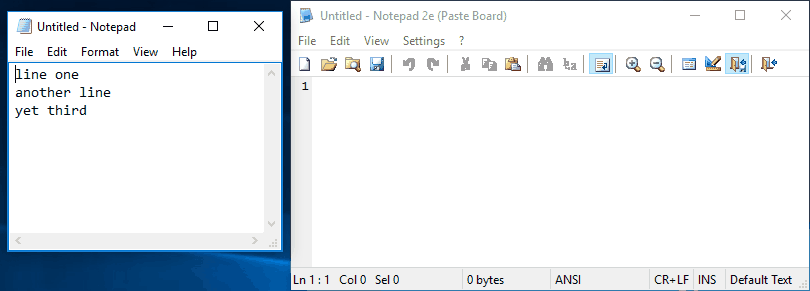 Untitled - Notepad
File Edit Format View Help
line one
another line
yet third
Untitled - Notepad 2e (Paste Board)
File Edit View Settings ?
1
Ln 1 : 1 Col 0 Sel 0 0 bytes ANSI CR+LF INS Default Text